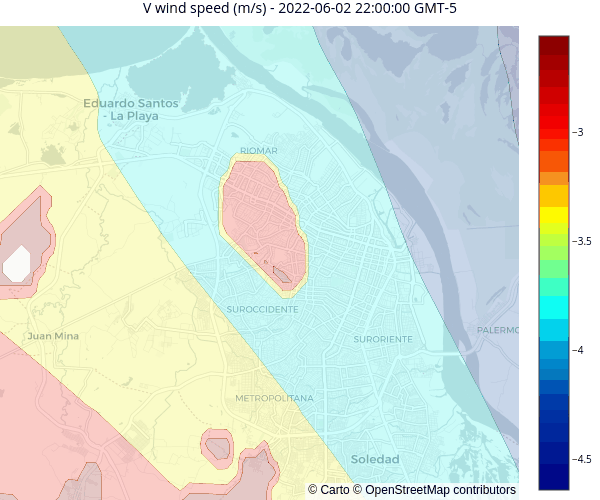 V wind speed (m/s) - 2022-06-02 22:00:00 GMT-5
Eduardo Santos
- La Playa
RIOMAR
SUROCCIDENTE
SURORIENTE
PALERMO
Juan Mina
METROPOLITANA
Soledad
−3
−3.5
−4
−4.5
© Carto © OpenStreetMap contributors